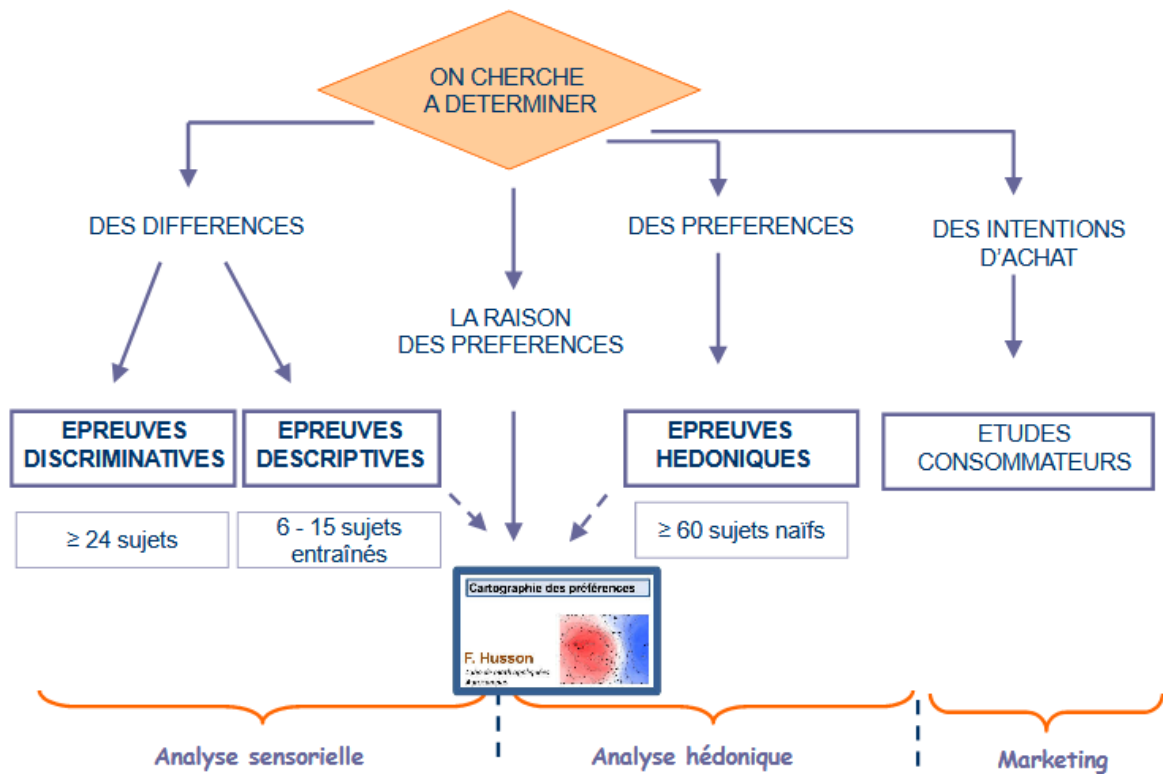 ON CHERCHE
A DETERMINER
DES DIFFERENCES
DES PREFERENCES
DES INTENTIONS
D'ACHAT
LA RAISON
DES PREFERENCES
EPREUVES
DISCRIMINATIVES
EPREUVES
DESCRIPTIVES
EPREUVES
HEDONIQUES
ETUDES
CONSOMMATEURS
≥ 24 sujets
6 - 15 sujets
entraînés
≥ 60 sujets naïfs
Cartographie des préférences
F. Husson
Analyse sensorielle
Analyse hédonique
Marketing